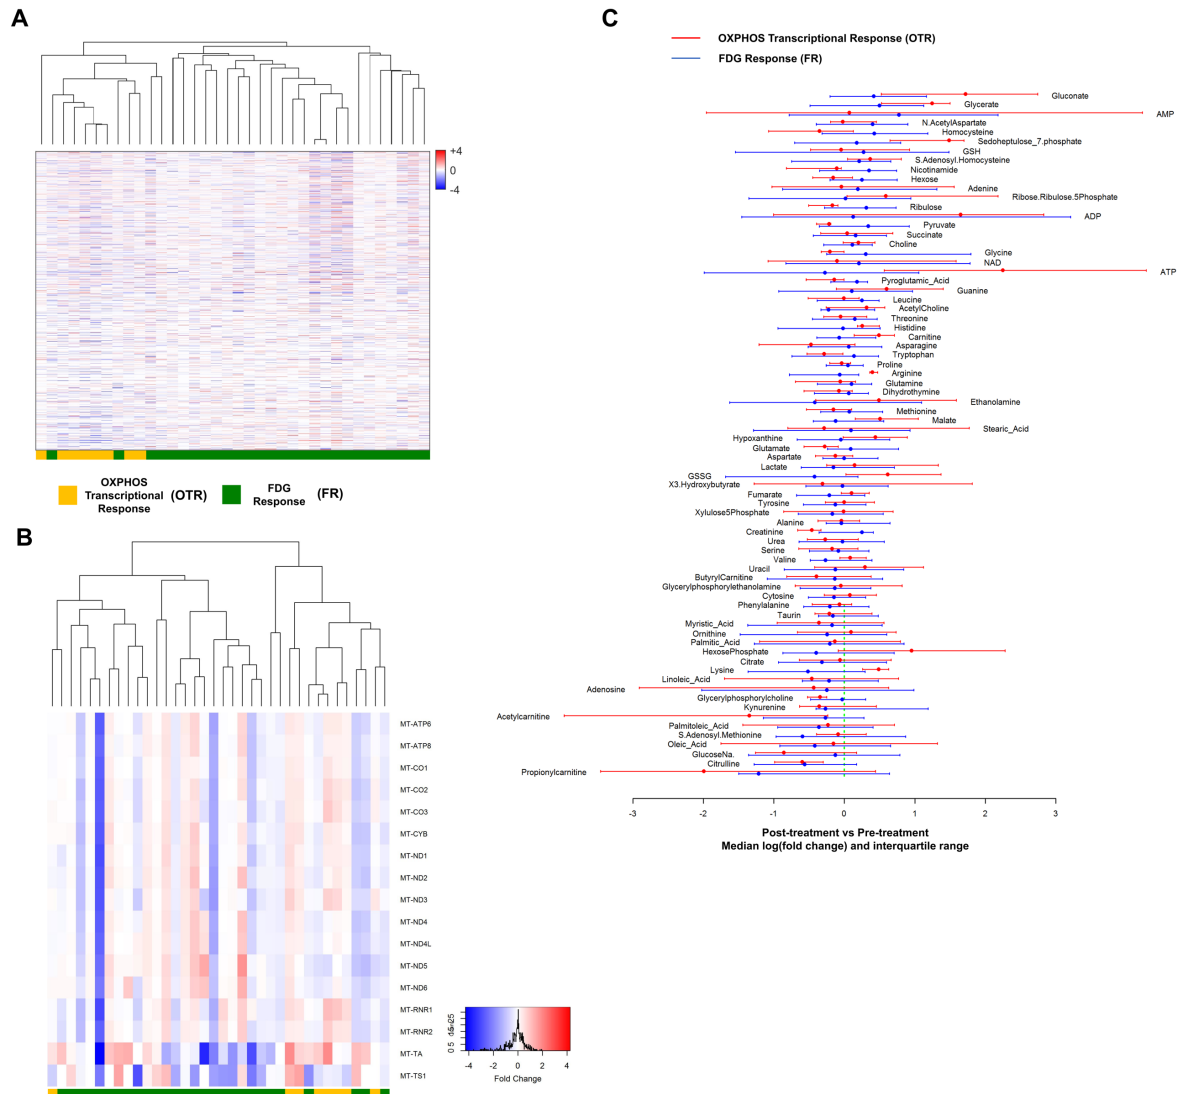 A
+4
0
-4
OXPHOS
Transcriptional (OTR)
Response
FDG (FR)
Response
B
MT-ATP6
MT-ATP8
MT-CO1
MT-CO2
MT-CO3
MT-CYB
MT-ND1
MT-ND2
MT-ND3
MT-ND4
MT-ND4L
MT-ND5
MT-ND6
MT-RNR1
MT-RNR2
MT-TA
MT-TS1
-4 -2 0 2 4
Fold Change
C
OXPHOS Transcriptional Response (OTR)
FDG Response (FR)
Gluconate
Glycerate
AMP
N.AcetylAspartate
Homocysteine
Sedoheptulose_7.phosphate
GSH
S.Adenosyl.Homocysteine
Nicotinamide
Hexose
Adenine
Ribose.Ribulose.5Phosphate
Ribulose
ADP
Pyruvate
Succinate
Choline
Glycine
NAD
ATP
Pyroglutamic_Acid
Guanine
Leucine
AcetylCholine
Threonine
Histidine
Carnitine
Asparagine
Tryptophan
Proline
Arginine
Glutamine
Dihydrothymine
Ethanolamine
Methionine
Malate
Stearic_Acid
Hypoxanthine
Glutamate
Aspartate
Lactate
GSSG
X3.Hydroxybutyrate
Fumarate
Tyrosine
Xylulose5Phosphate
Alanine
Creatinine
Urea
Serine
Valine
Uracil
ButyrylCarnitine
Glycerylphosphorylethanolamine
Cytosine
Phenylalanine
Taurin
Myristic_Acid
Ornithine
Palmitic_Acid
HexosePhosphate
Citrate
Lysine
Linoleic_Acid
Adenosine
Glycerylphosphorylcholine
Kynurenine
Acetylcarnitine
Palmitoleic_Acid
S.Adenosyl.Methionine
Oleic_Acid
GlucoseNa.
Citrulline
Propionylcarnitine
-3 -2 -1 0 1 2 3
Post-treatment vs Pre-treatment
Median log(fold change) and interquartile range